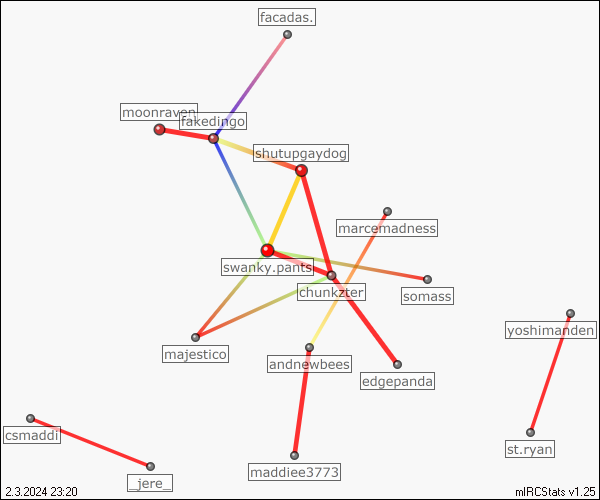 facadas.
moonraven
fakedingo
shutupgaydog
marcemadness
swanky.pants
chunkzter
somass
yoshimanden
majestico
andnewbees
edgepanda
csmaddi
st.ryan
maddiee3773
_jere_
2.3.2024 23:20
mIRCStats v1.25